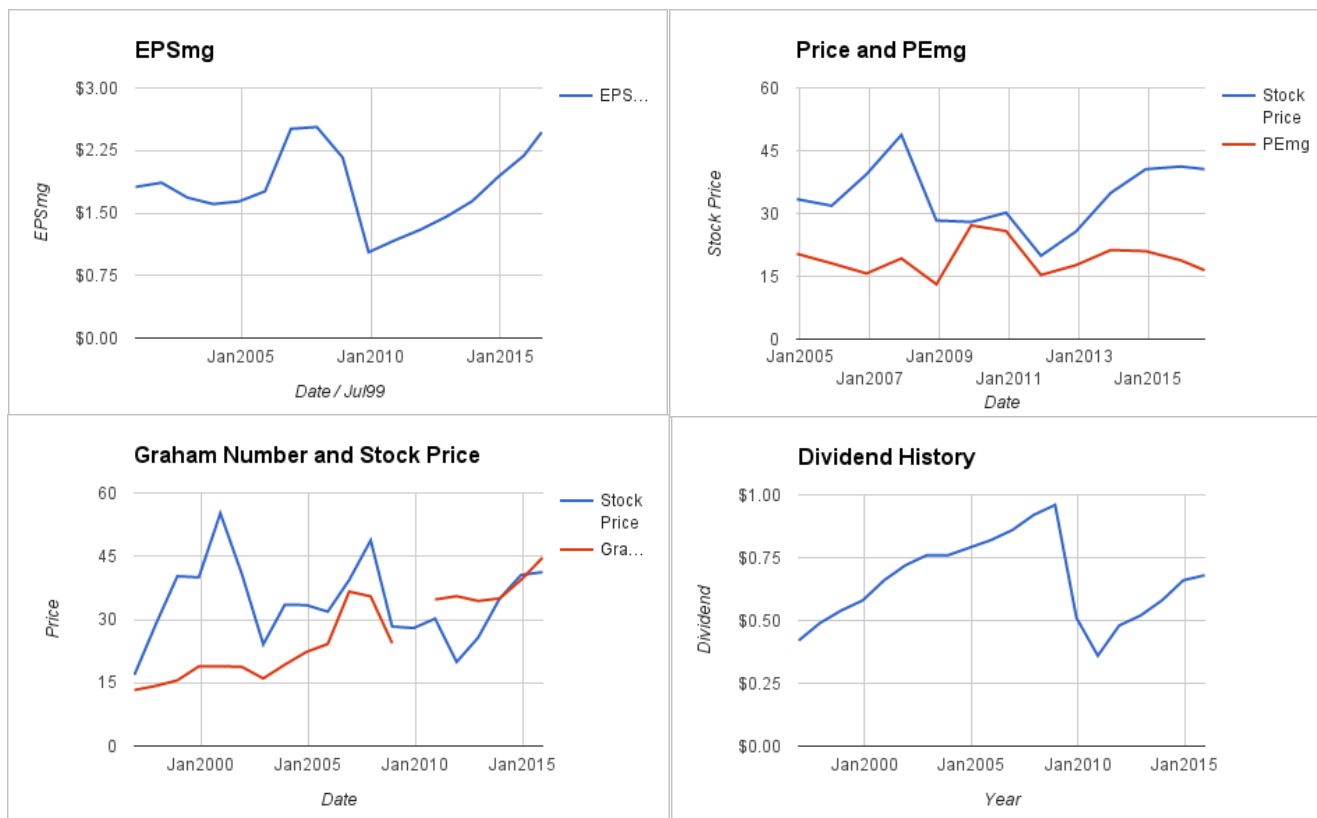 EPSmg
$3.00
$2.25
$1.50
$0.75
$0.00
EPSmg
Jan2005 Jan2010 Jan2015
Date / Jul99
EPS…
Price and PEmg
60
45
30
15
0
Stock Price
Jan2005 Jan2009 Jan2013
Jan2007 Jan2011 Jan2015
Date
Stock
Price
PEmg
Graham Number and Stock Price
60
45
30
15
0
Price
Jan2000 Jan2005 Jan2010 Jan2015
Date
Stock
Price
Gra…
Dividend History
$1.00
$0.75
$0.50
$0.25
$0.00
Dividend
Jan2000 Jan2005 Jan2010 Jan2015
Year